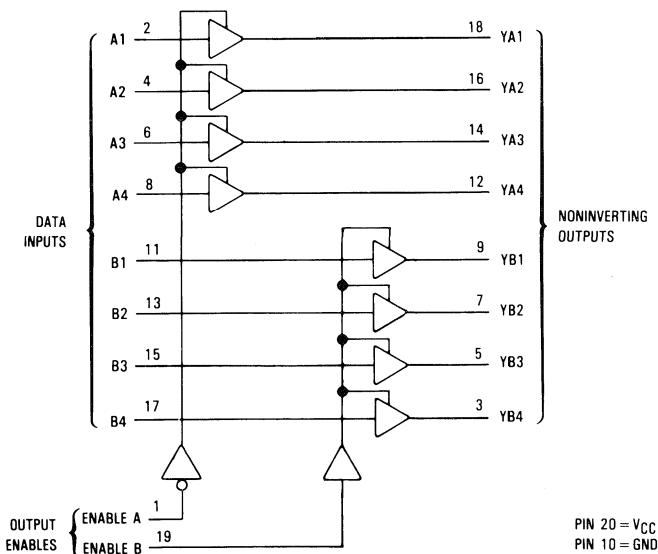 A1 2 18 YA1
A2 4 16 YA2
A3 6 14 YA3
A4 8 12 YA4
DATA
INPUTS
NONINVERTING
OUTPUTS
B1 11 9 YB1
B2 13 7 YB2
B3 15 5 YB3
B4 17 3 YB4
OUTPUT
ENABLES
ENABLE A 1
ENABLE B 19
PIN 20 = VCC
PIN 10 = GND